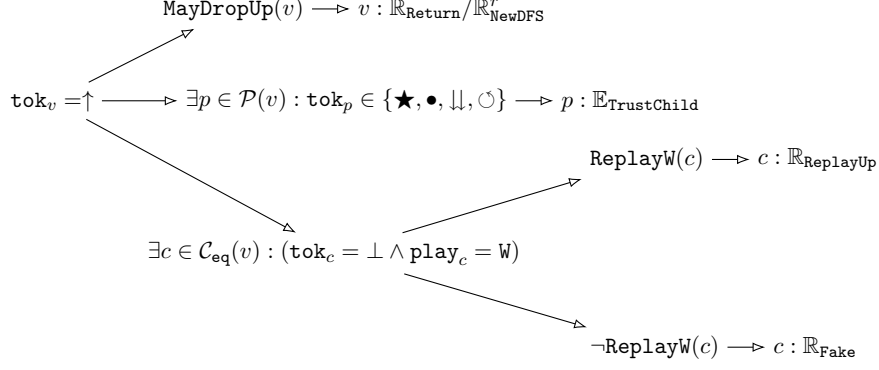 MayDropUp(v) → v : ℝ_Return/ℝ^r_NewDFS
tok_v =↑ → ∃p ∈ 𝒫(v) : tok_p ∈ {★, •, ⇊, ↺} → p : 𝔼_TrustChild
ReplayW(c) → c : ℝ_ReplayUp
∃c ∈ 𝒞_eq(v) : (tok_c = ⊥ ∧ play_c = W)
¬ReplayW(c) → c : ℝ_Fake